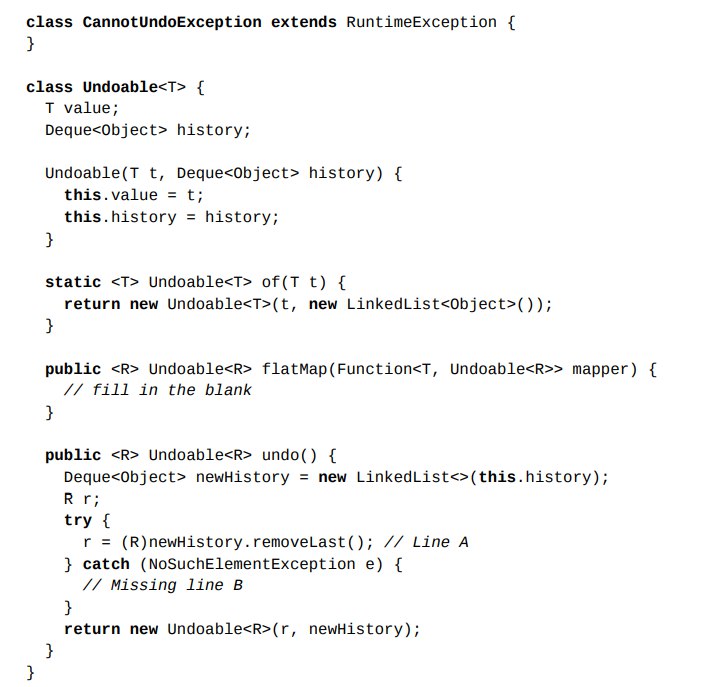 class CannotUndoException extends RuntimeException {
}

class Undoable<T> {
  T value;
  Deque<Object> history;

  Undoable(T t, Deque<Object> history) {
    this.value = t;
    this.history = history;
  }

  static <T> Undoable<T> of(T t) {
    return new Undoable<T>(t, new LinkedList<Object>());
  }

  public <R> Undoable<R> flatMap(Function<T, Undoable<R>> mapper) {
    // fill in the blank
  }

  public <R> Undoable<R> undo() {
    Deque<Object> newHistory = new LinkedList<>(this.history);
    R r;
    try {
      r = (R)newHistory.removeLast(); // Line A
    } catch (NoSuchElementException e) {
      // Missing line B
    }
    return new Undoable<R>(r, newHistory);
  }
}